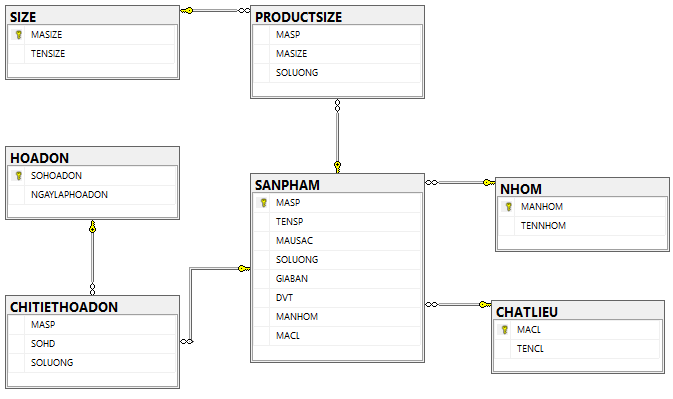 SIZE
MASIZE
TENSIZE
PRODUCTSIZE
MASP
MASIZE
SOLUONG
HOADON
SOHOADON
NGAYLAPHOADON
SANPHAM
MASP
TENSP
MAUSAC
SOLUONG
GIABAN
DVT
MANHOM
MACL
NHOM
MANHOM
TENNHOM
CHITIETHOADON
MASP
SOHD
SOLUONG
CHATLIEU
MACL
TENCL